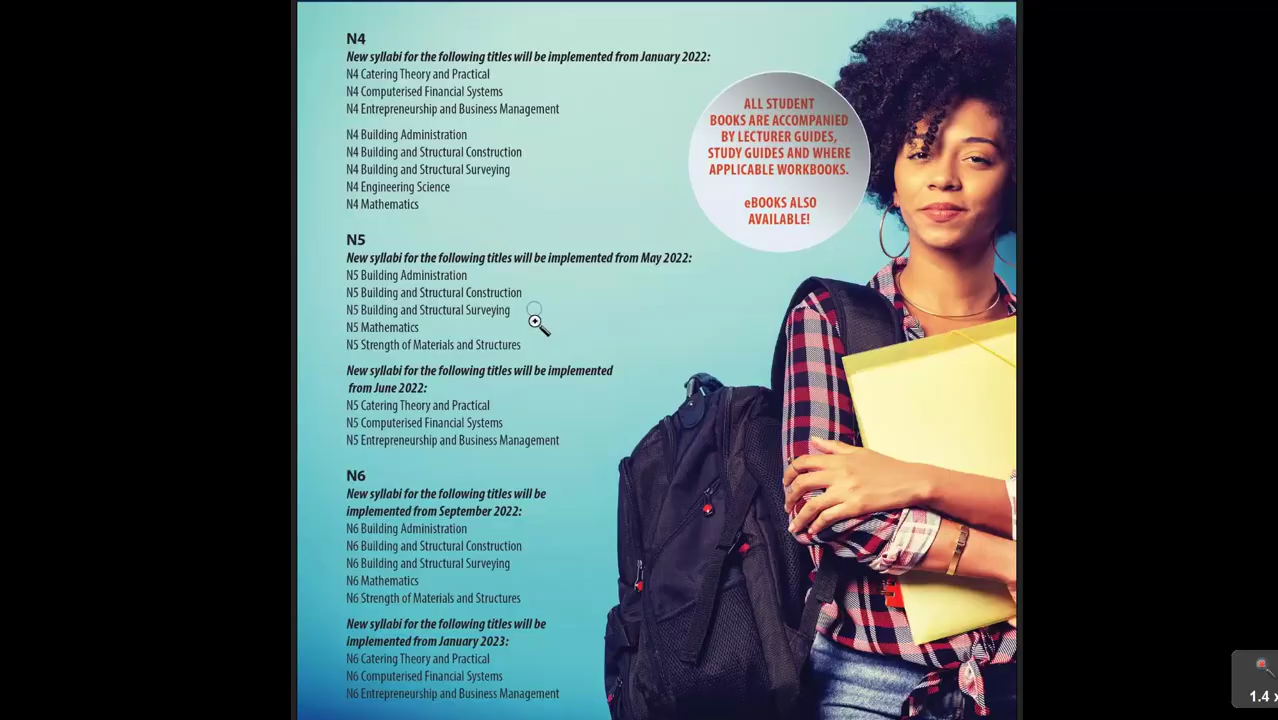 N4
New syllabi for the following titles will be implemented from January 2022:
N4 Catering Theory and Practical
N4 Computerised Financial Systems
N4 Entrepreneurship and Business Management
N4 Building Administration
N4 Building and Structural Construction
N4 Building and Structural Surveying
N4 Engineering Science
N4 Mathematics
N5
New syllabi for the following titles will be implemented from May 2022:
N5 Building Administration
N5 Building and Structural Construction
N5 Building and Structural Surveying
N5 Mathematics
N5 Strength of Materials and Structures
New syllabi for the following titles will be implemented
from June 2022:
N5 Catering Theory and Practical
N5 Computerised Financial Systems
N5 Entrepreneurship and Business Management
N6
New syllabi for the following titles will be
implemented from September 2022:
N6 Building Administration
N6 Building and Structural Construction
N6 Building and Structural Surveying
N6 Mathematics
N6 Strength of Materials and Structures
New syllabi for the following titles will be
implemented from January 2023:
N6 Catering Theory and Practical
N6 Computerised Financial Systems
N6 Entrepreneurship and Business Management
ALL STUDENT
BOOKS ARE ACCOMPANIED
BY LECTURER GUIDES,
STUDY GUIDES AND WHERE
APPLICABLE WORKBOOKS.
eBOOKS ALSO
AVAILABLE!
1.4 x